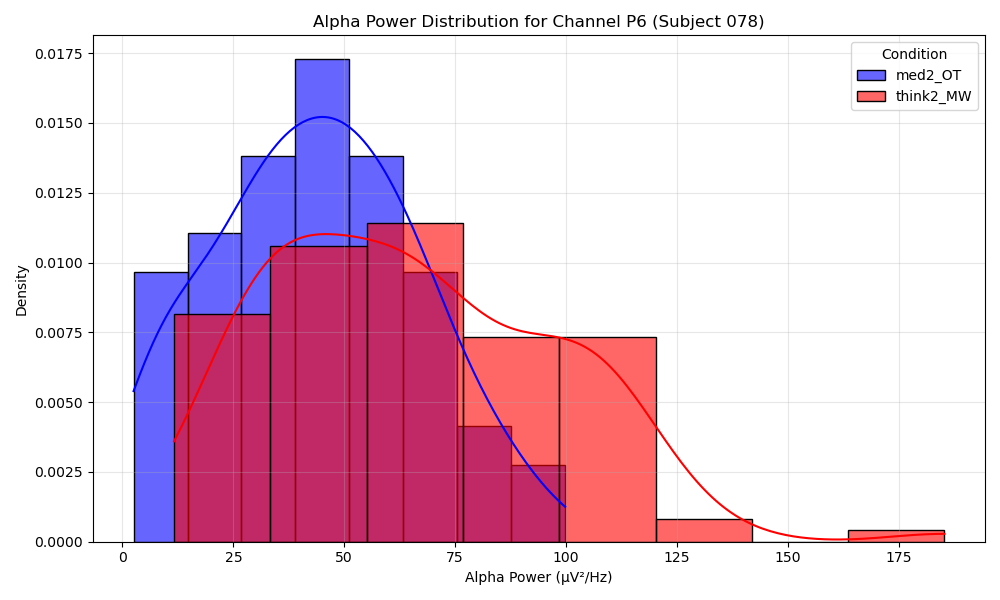 Alpha Power Distribution for Channel P6 (Subject 078)
Condition
med2_OT
think2_MW
Density
0.0175
0.0150
0.0125
0.0100
0.0075
0.0050
0.0025
0.0000
0 25 50 75 100 125 150 175
Alpha Power (µV²/Hz)